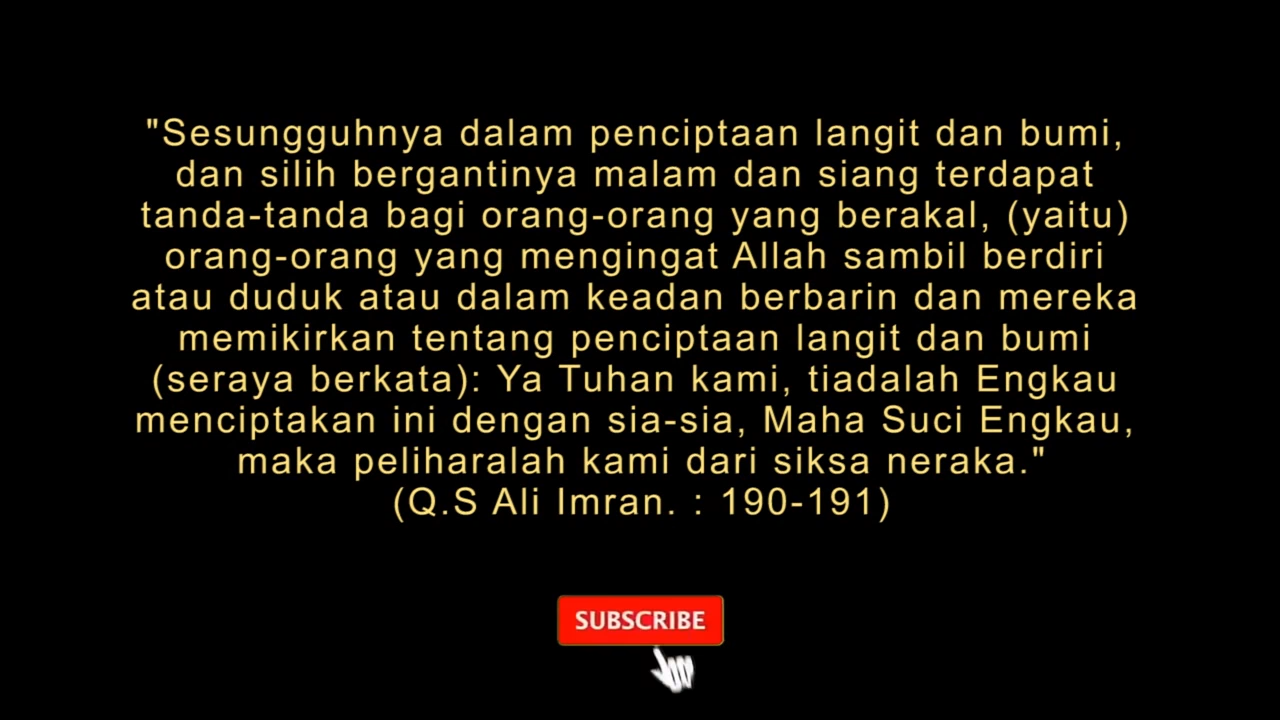 "Sesungguhnya dalam penciptaan langit dan bumi,
dan silih bergantinya malam dan siang terdapat
tanda-tanda bagi orang-orang yang berakal, (yaitu)
orang-orang yang mengingat Allah sambil berdiri
atau duduk atau dalam keadan berbarin dan mereka
memikirkan tentang penciptaan langit dan bumi
(seraya berkata): Ya Tuhan kami, tiadalah Engkau
menciptakan ini dengan sia-sia, Maha Suci Engkau,
maka peliharalah kami dari siksa neraka."
(Q.S Ali Imran. : 190-191)
SUBSCRIBE